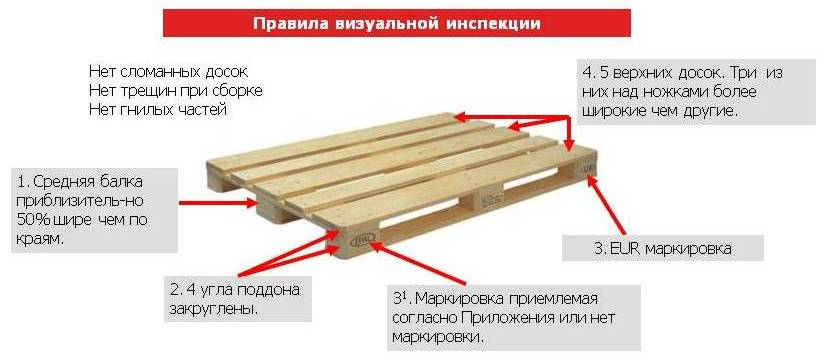 Правила визуальной инспекции
Нет сломанных досок
Нет трещин при сборке
Нет гнилых частей
4. 5 верхних досок. Три из
них над ножками более
широкие чем другие.
1. Средняя балка
приблизитель-но
50% шире чем по
краям.
3. EUR маркировка
2. 4 угла поддона
закруглены.
3¹. Маркировка приемлемая
согласно Приложения или нет
маркировки.
EPAL